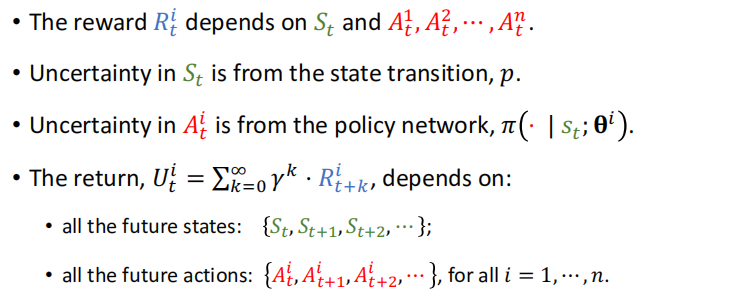 • The reward $R_t^i$ depends on $S_t$ and $A_t^1, A_t^2, \cdots, A_t^n$.
• Uncertainty in $S_t$ is from the state transition, $p$.
• Uncertainty in $A_t^i$ is from the policy network, $\pi(\cdot \mid s_t; \boldsymbol{\theta}^i)$.
• The return, $U_t^i = \sum_{k=0}^{\infty} \gamma^k \cdot R_{t+k}^i$, depends on:
• all the future states: $\{S_t, S_{t+1}, S_{t+2}, \cdots\}$;
• all the future actions: $\{A_t^i, A_{t+1}^i, A_{t+2}^i, \cdots\}$, for all $i = 1, \cdots, n$.